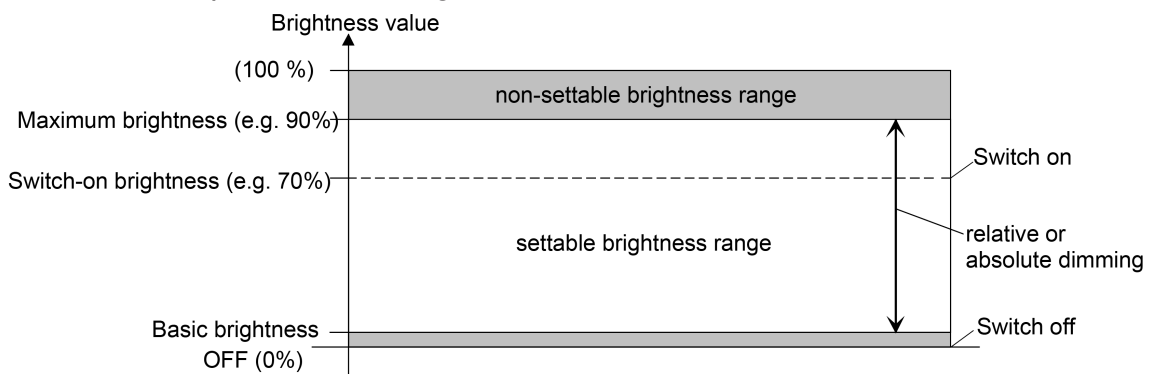 Brightness value
(100 %)
non-settable brightness range
Maximum brightness (e.g. 90%)
Switch on
Switch-on brightness (e.g. 70%)
settable brightness range
relative or
absolute dimming
Basic brightness
Switch off
OFF (0%)